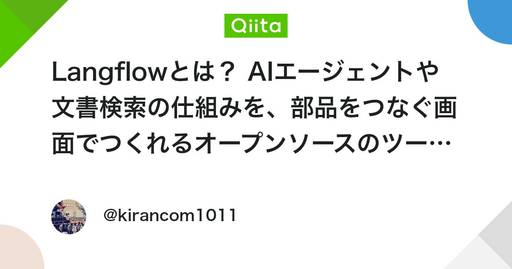 Qiita
Langflowとは？ AIエージェントや
文書検索の仕組みを、部品をつなぐ画
面でつくれるオープンソースのツー…
@kirancom1011